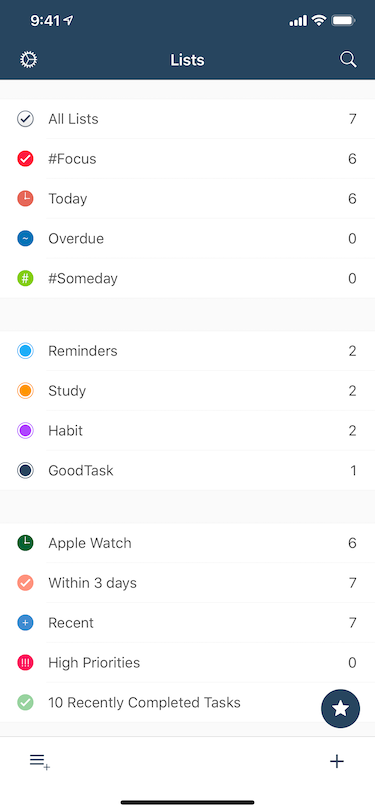 9:41
Lists
All Lists 7
#Focus 6
Today 6
Overdue 0
#Someday 0
Reminders 2
Study 2
Habit 2
GoodTask 1
Apple Watch 6
Within 3 days 7
Recent 7
High Priorities 0
10 Recently Completed Tasks